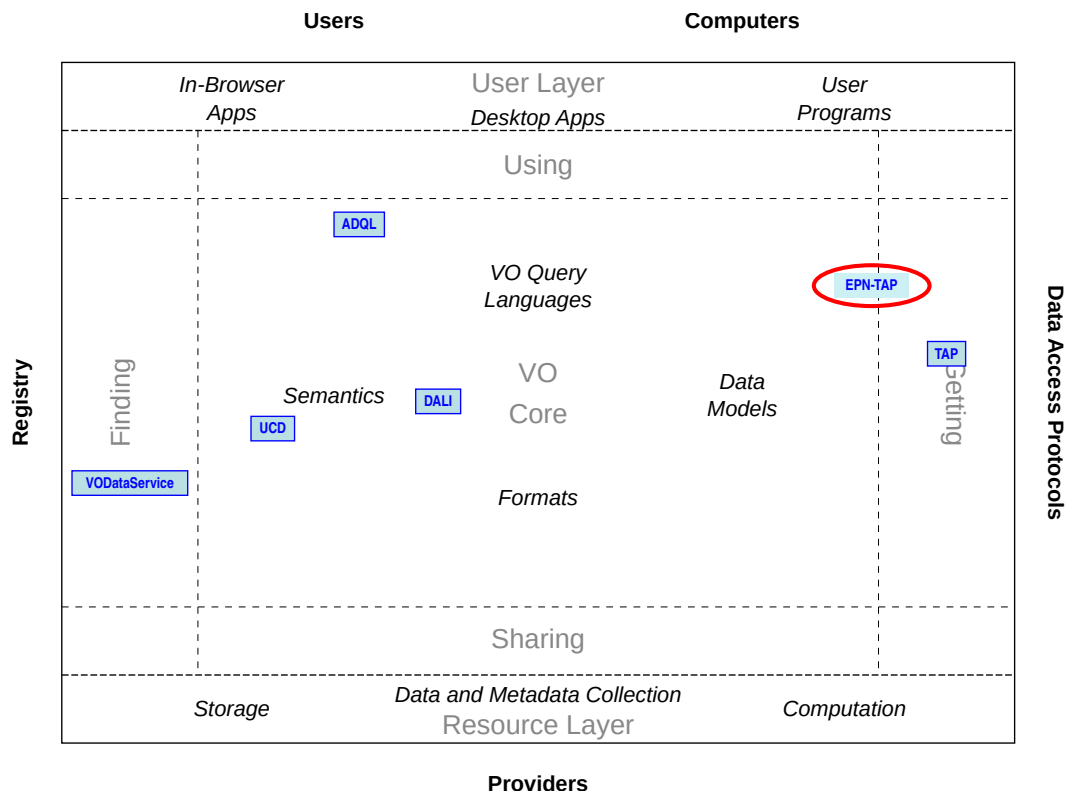 Users
Computers
In-Browser
Apps
User Layer
Desktop Apps
User
Programs
Using
ADQL
VO Query
Languages
EPN-TAP
TAP
Getting
Data Access Protocols
Registry
Finding
Semantics
DALI
UCD
VO
Core
Data
Models
VODataService
Formats
Sharing
Storage
Data and Metadata Collection
Resource Layer
Computation
Providers